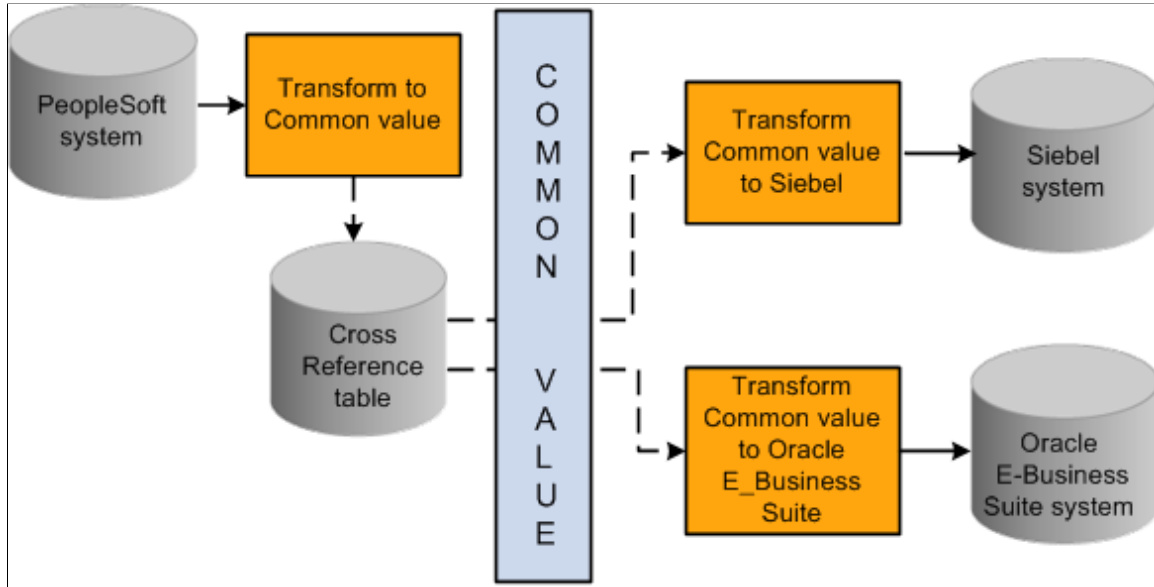 PeopleSoft
system
Transform to
Common value
Cross
Reference
table
C
O
M
M
O
N
V
A
L
U
E
Transform
Common value
to Siebel
Siebel
system
Transform
Common value
to Oracle
E_Business
Suite
Oracle
E-Business
Suite system